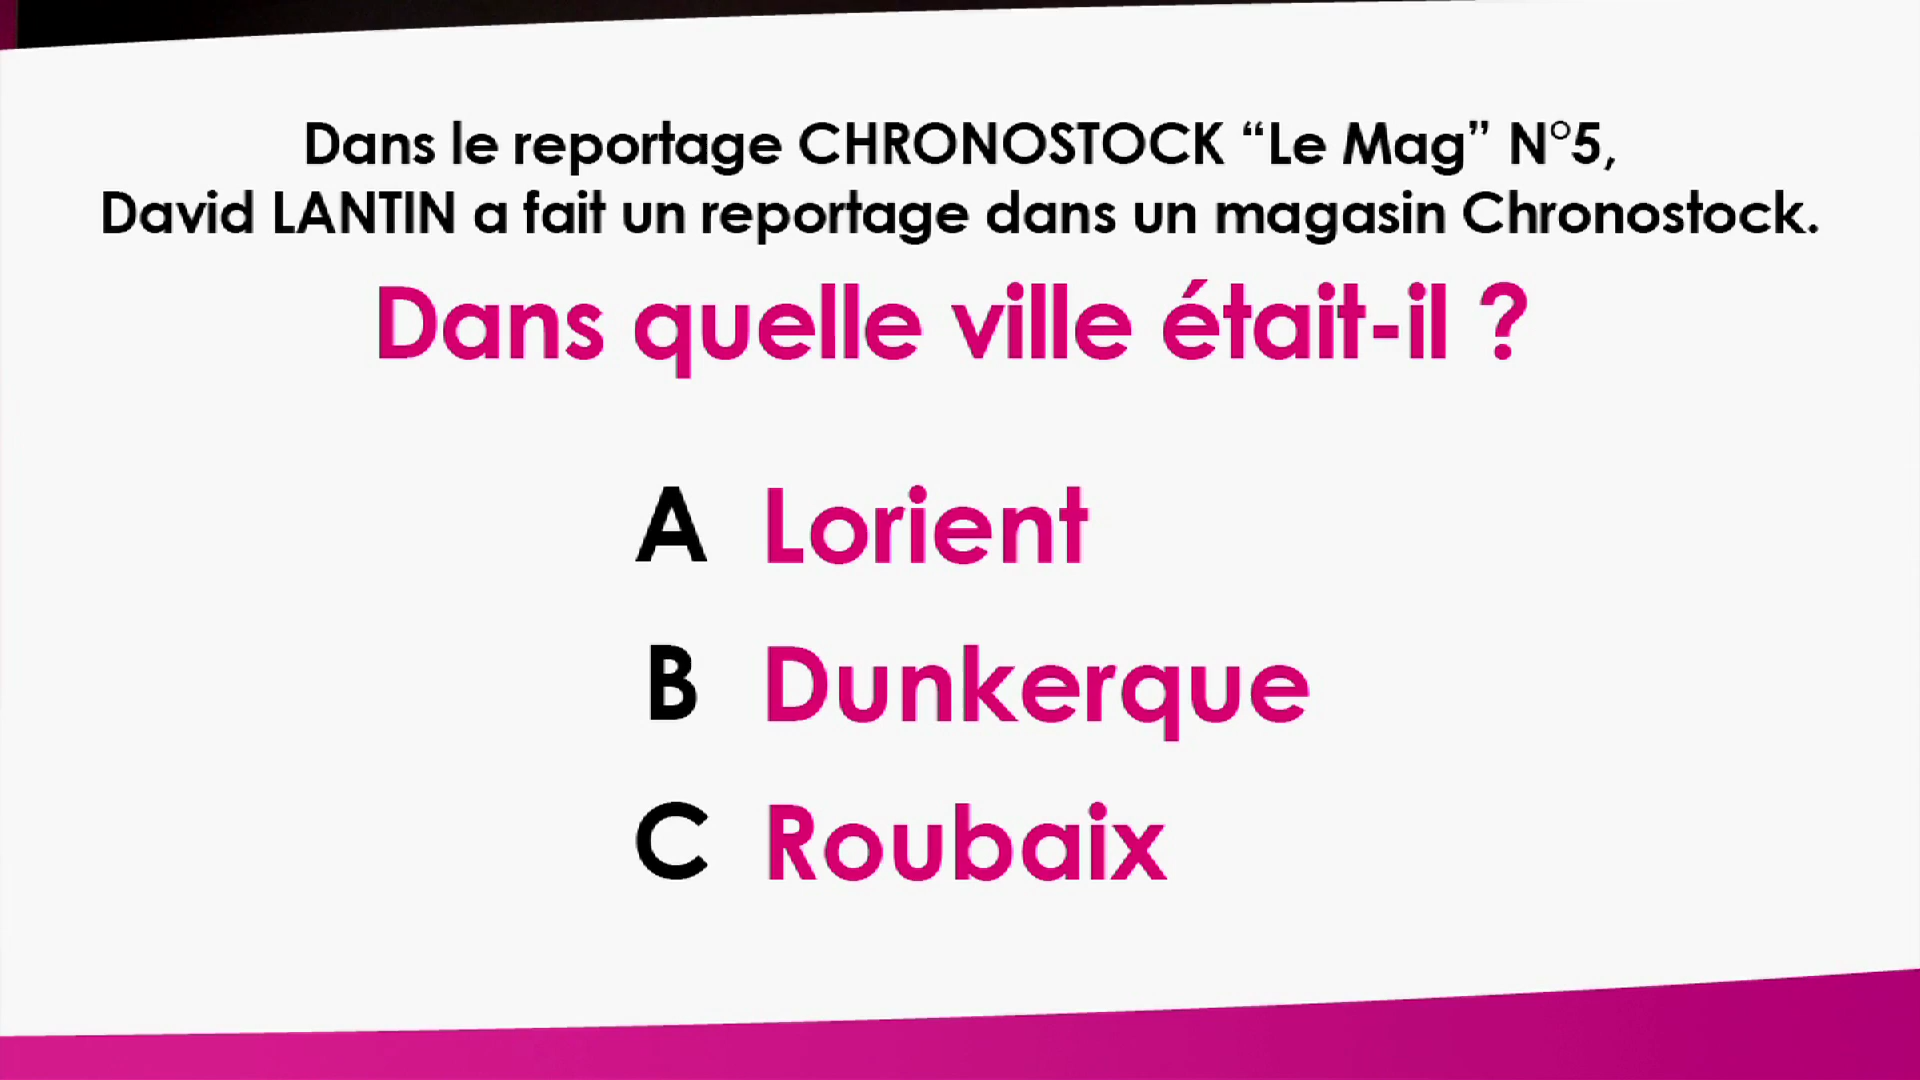 Dans le reportage CHRONOSTOCK “Le Mag” N°5,
David LANTIN a fait un reportage dans un magasin Chronostock.
Dans quelle ville était-il ?
A Lorient
B Dunkerque
C Roubaix